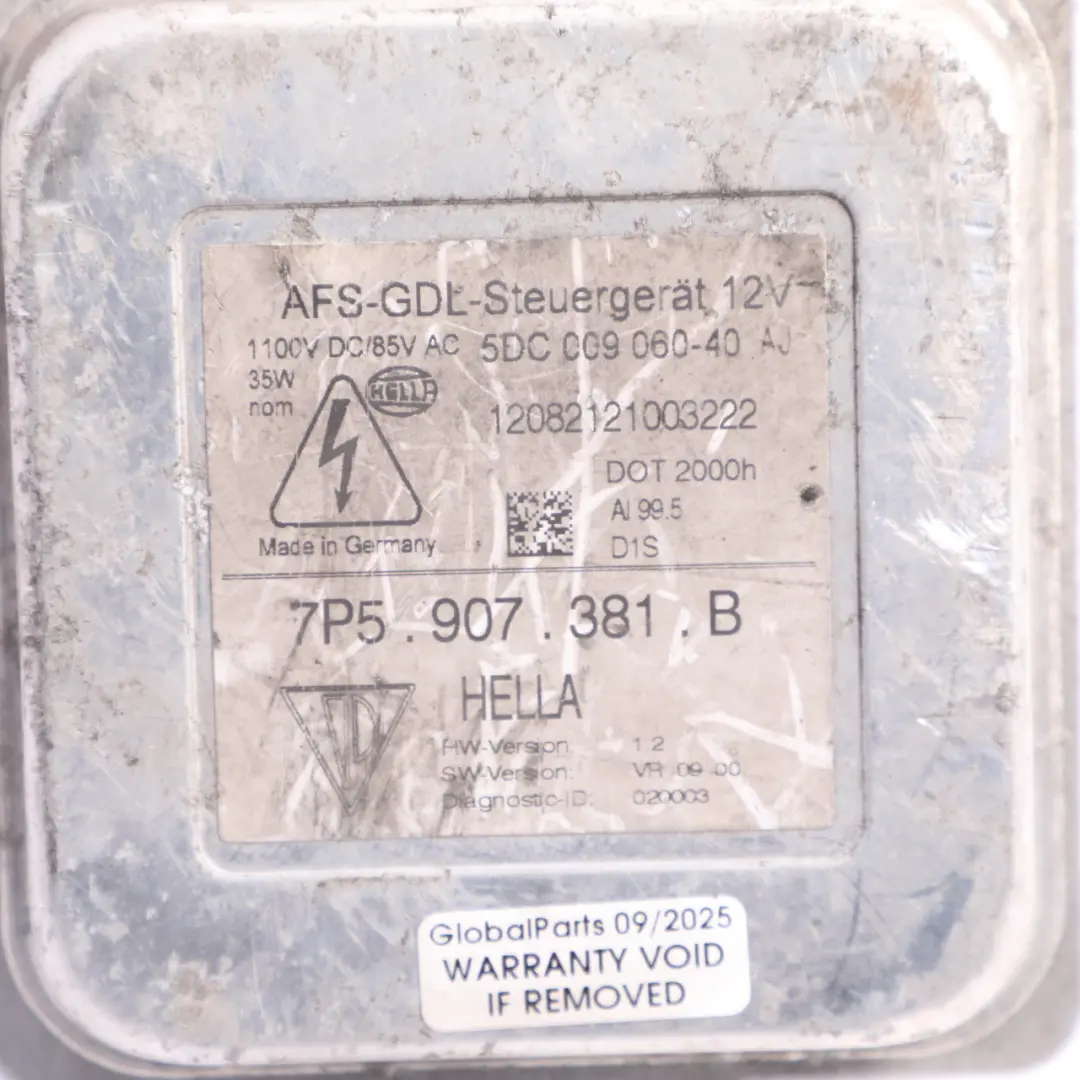 AFS-GDL-Steuergerät 12V
1100V DC/85V AC 5DC 009 060-40 AJ
35W
nom
HELLA
12082121003222
DOT 2000h
Al 99.5
D1S
Made in Germany
7P5 . 907 . 381 . B
HELLA
HW-Version: 1.2
SW-Version: VR 09 00
Diagnostic-ID: 020003
GlobalParts 09/2025
WARRANTY VOID
IF REMOVED